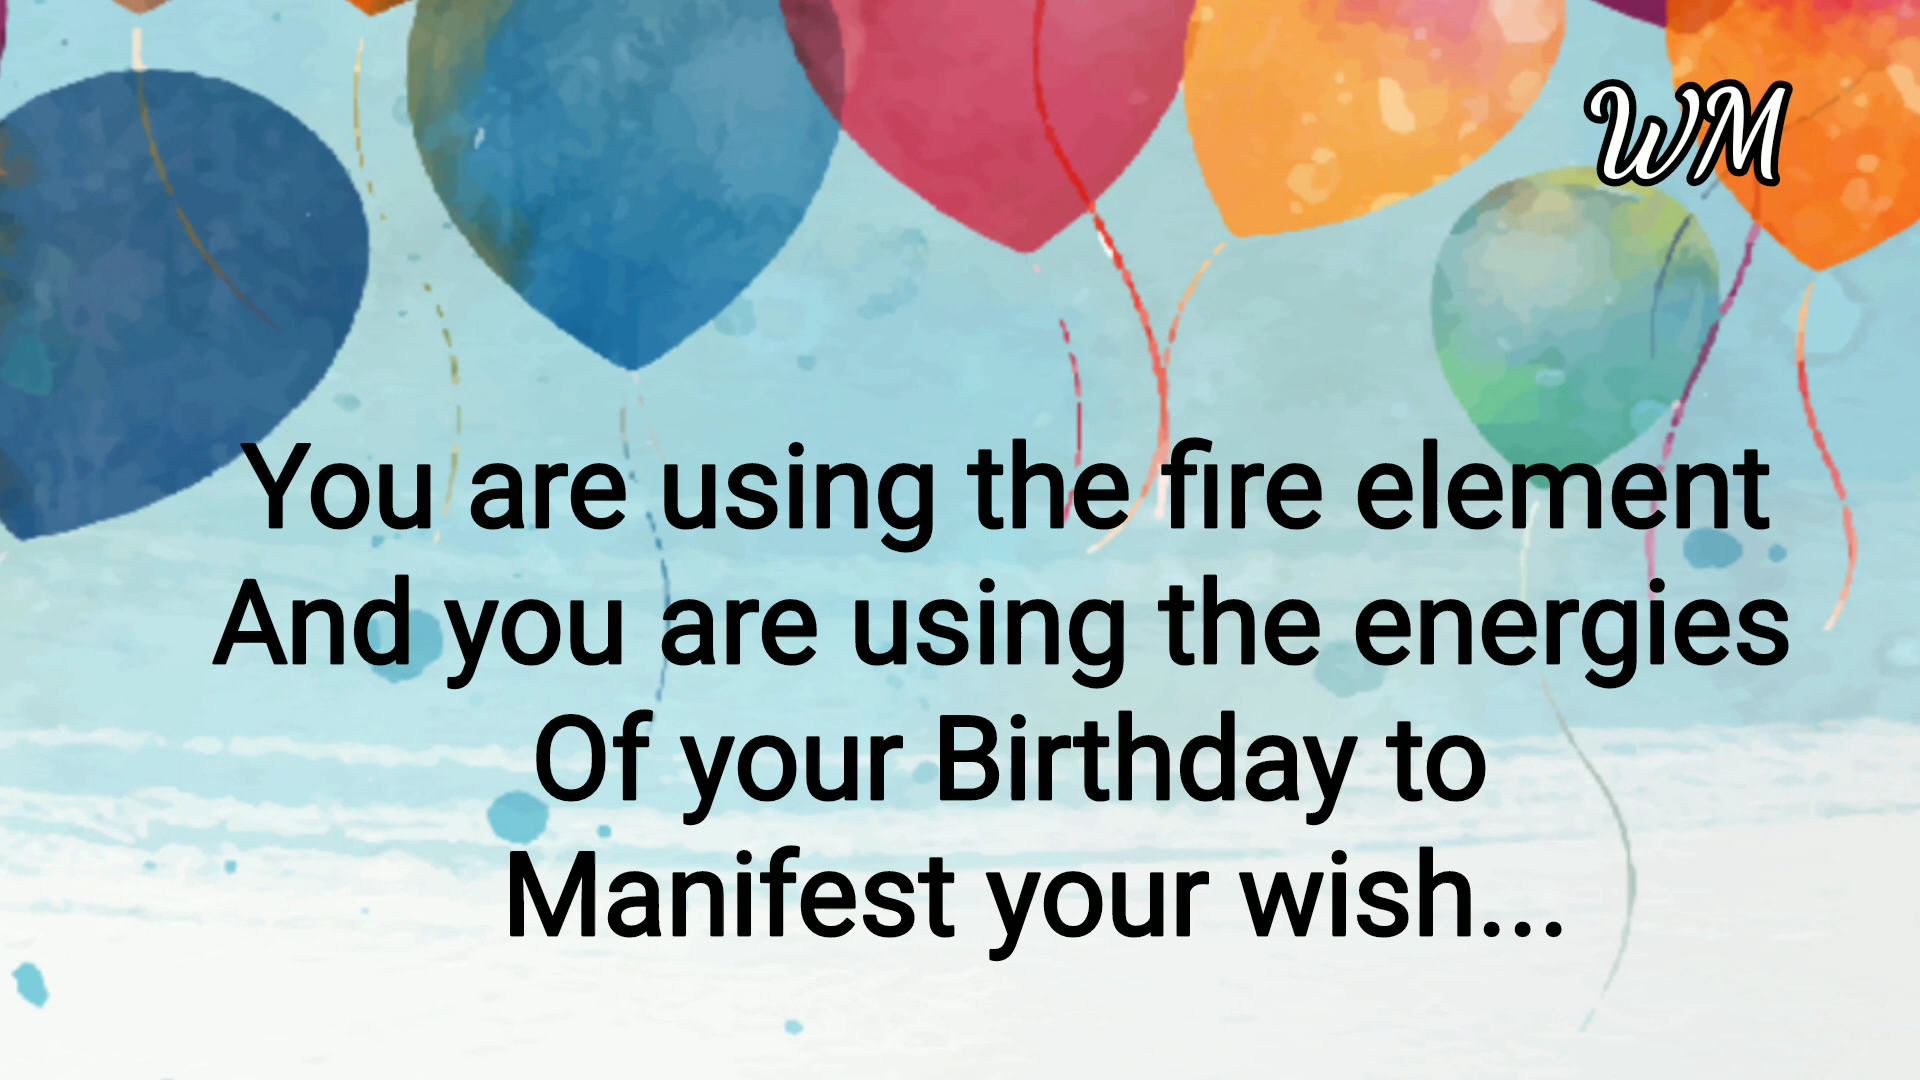 WM
You are using the fire element
And you are using the energies
Of your Birthday to
Manifest your wish...